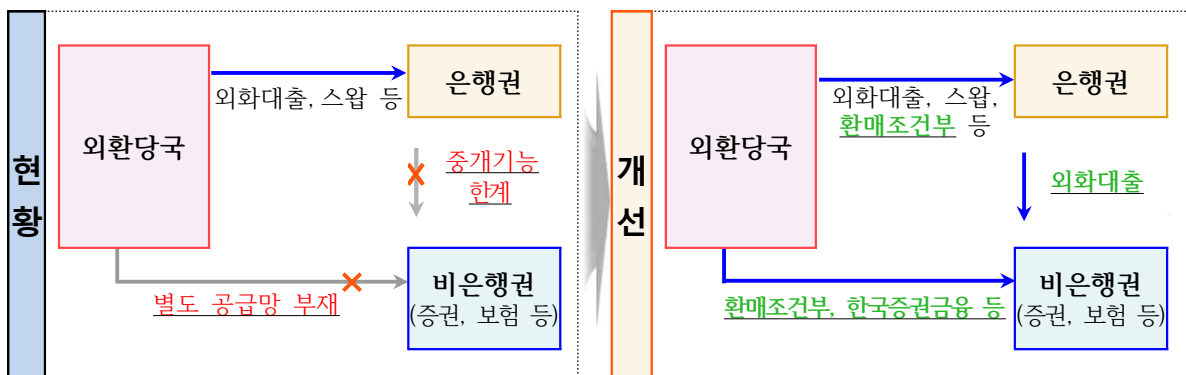 현황
외환당국
은행권
외화대출, 스왑 등
중개기능
한계
비은행권
(증권, 보험 등)
별도 공급망 부재
개선
외환당국
은행권
외화대출, 스왑,
환매조건부 등
외화대출
비은행권
(증권, 보험 등)
환매조건부, 한국증권금융 등